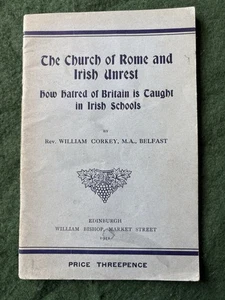 The Church of Rome and
Irish Unrest
How Hatred of Britain is Taught
in Irish Schools
BY
Rev. WILLIAM CORKEY, M.A., BELFAST
EDINBURGH
WILLIAM BISHOP, MARKET STREET
PRICE THREEPENCE